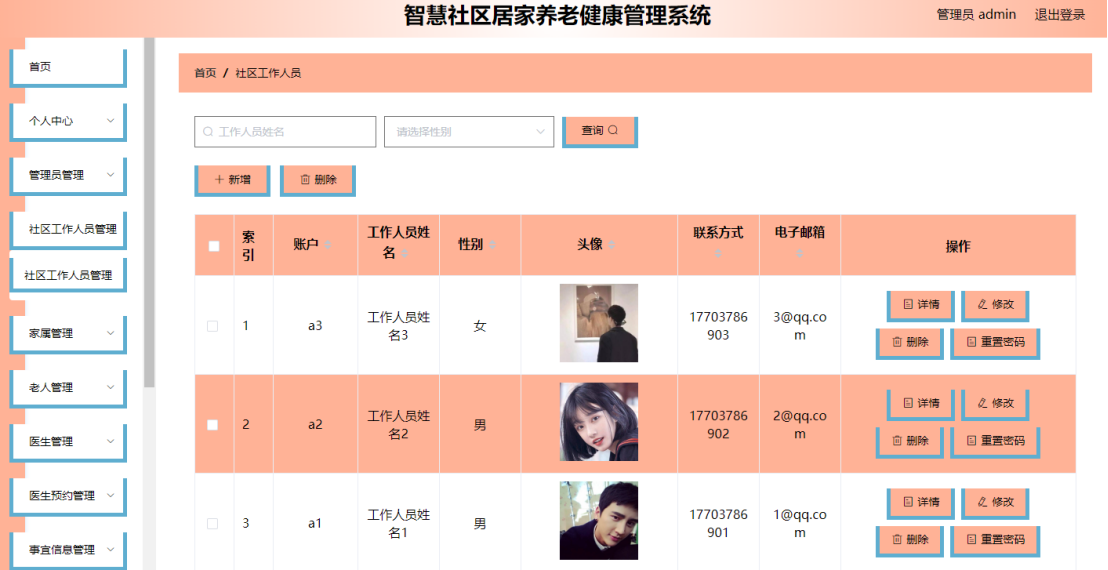 智慧社区居家养老健康管理系统
管理员 admin 退出登录
首页
个人中心
管理员管理
社区工作人员管理
社区工作人员管理
家属管理
老人管理
医生管理
医生预约管理
事宜信息管理
首页 / 社区工作人员
工作人员姓名 请选择性别 查询
新增 删除
索引 账户 工作人员姓名 性别 头像 联系方式 电子邮箱 操作
1 a3 工作人员姓名3 女 17703786903 3@qq.com 详情 修改
删除 重置密码
2 a2 工作人员姓名2 男 17703786902 2@qq.com 详情 修改
删除 重置密码
3 a1 工作人员姓名1 男 17703786901 1@qq.com 详情 修改
删除 重置密码